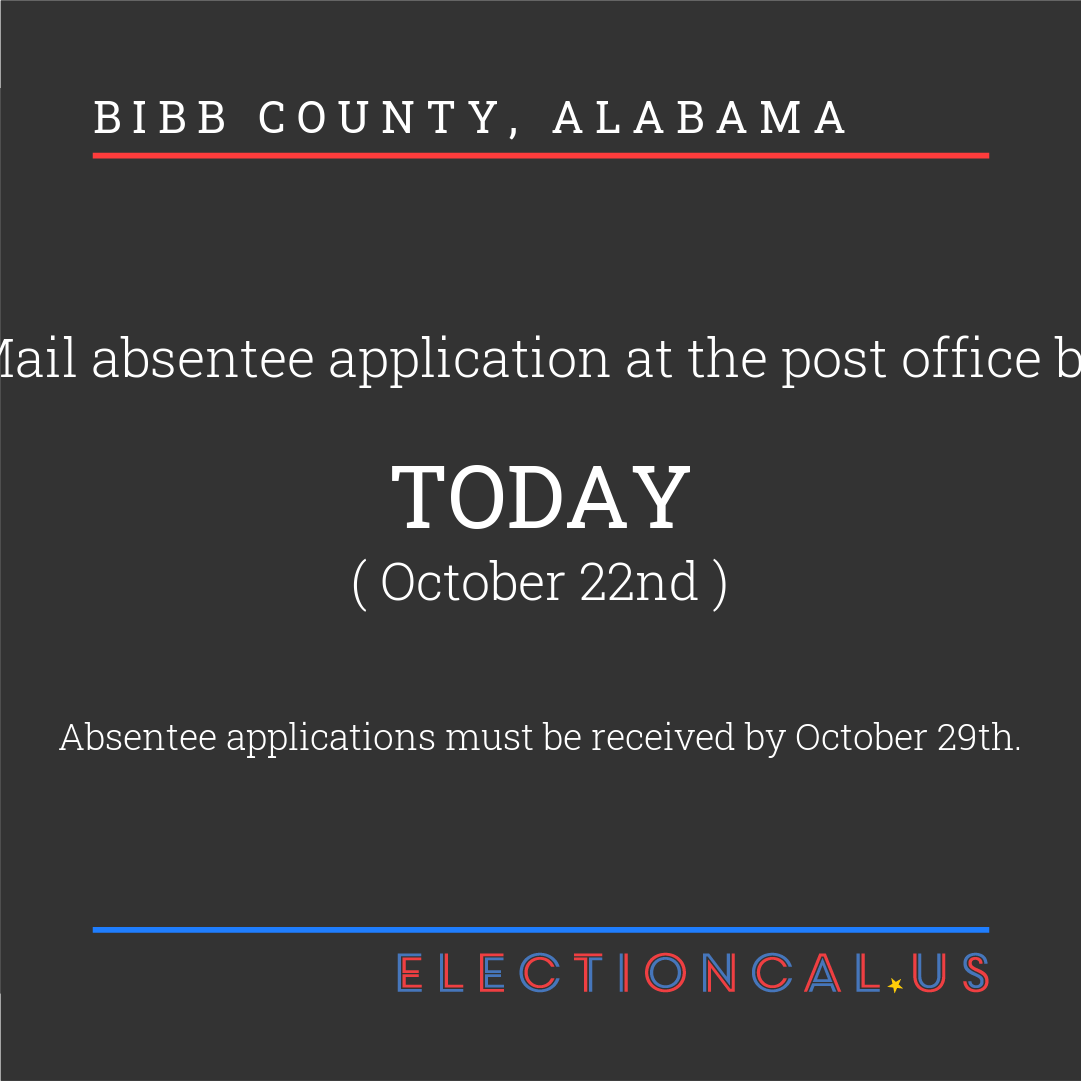 BIBB COUNTY, ALABAMA
Mail absentee application at the post office b
TODAY
( October 22nd )
Absentee applications must be received by October 29th.
ELECTIONCAL.US